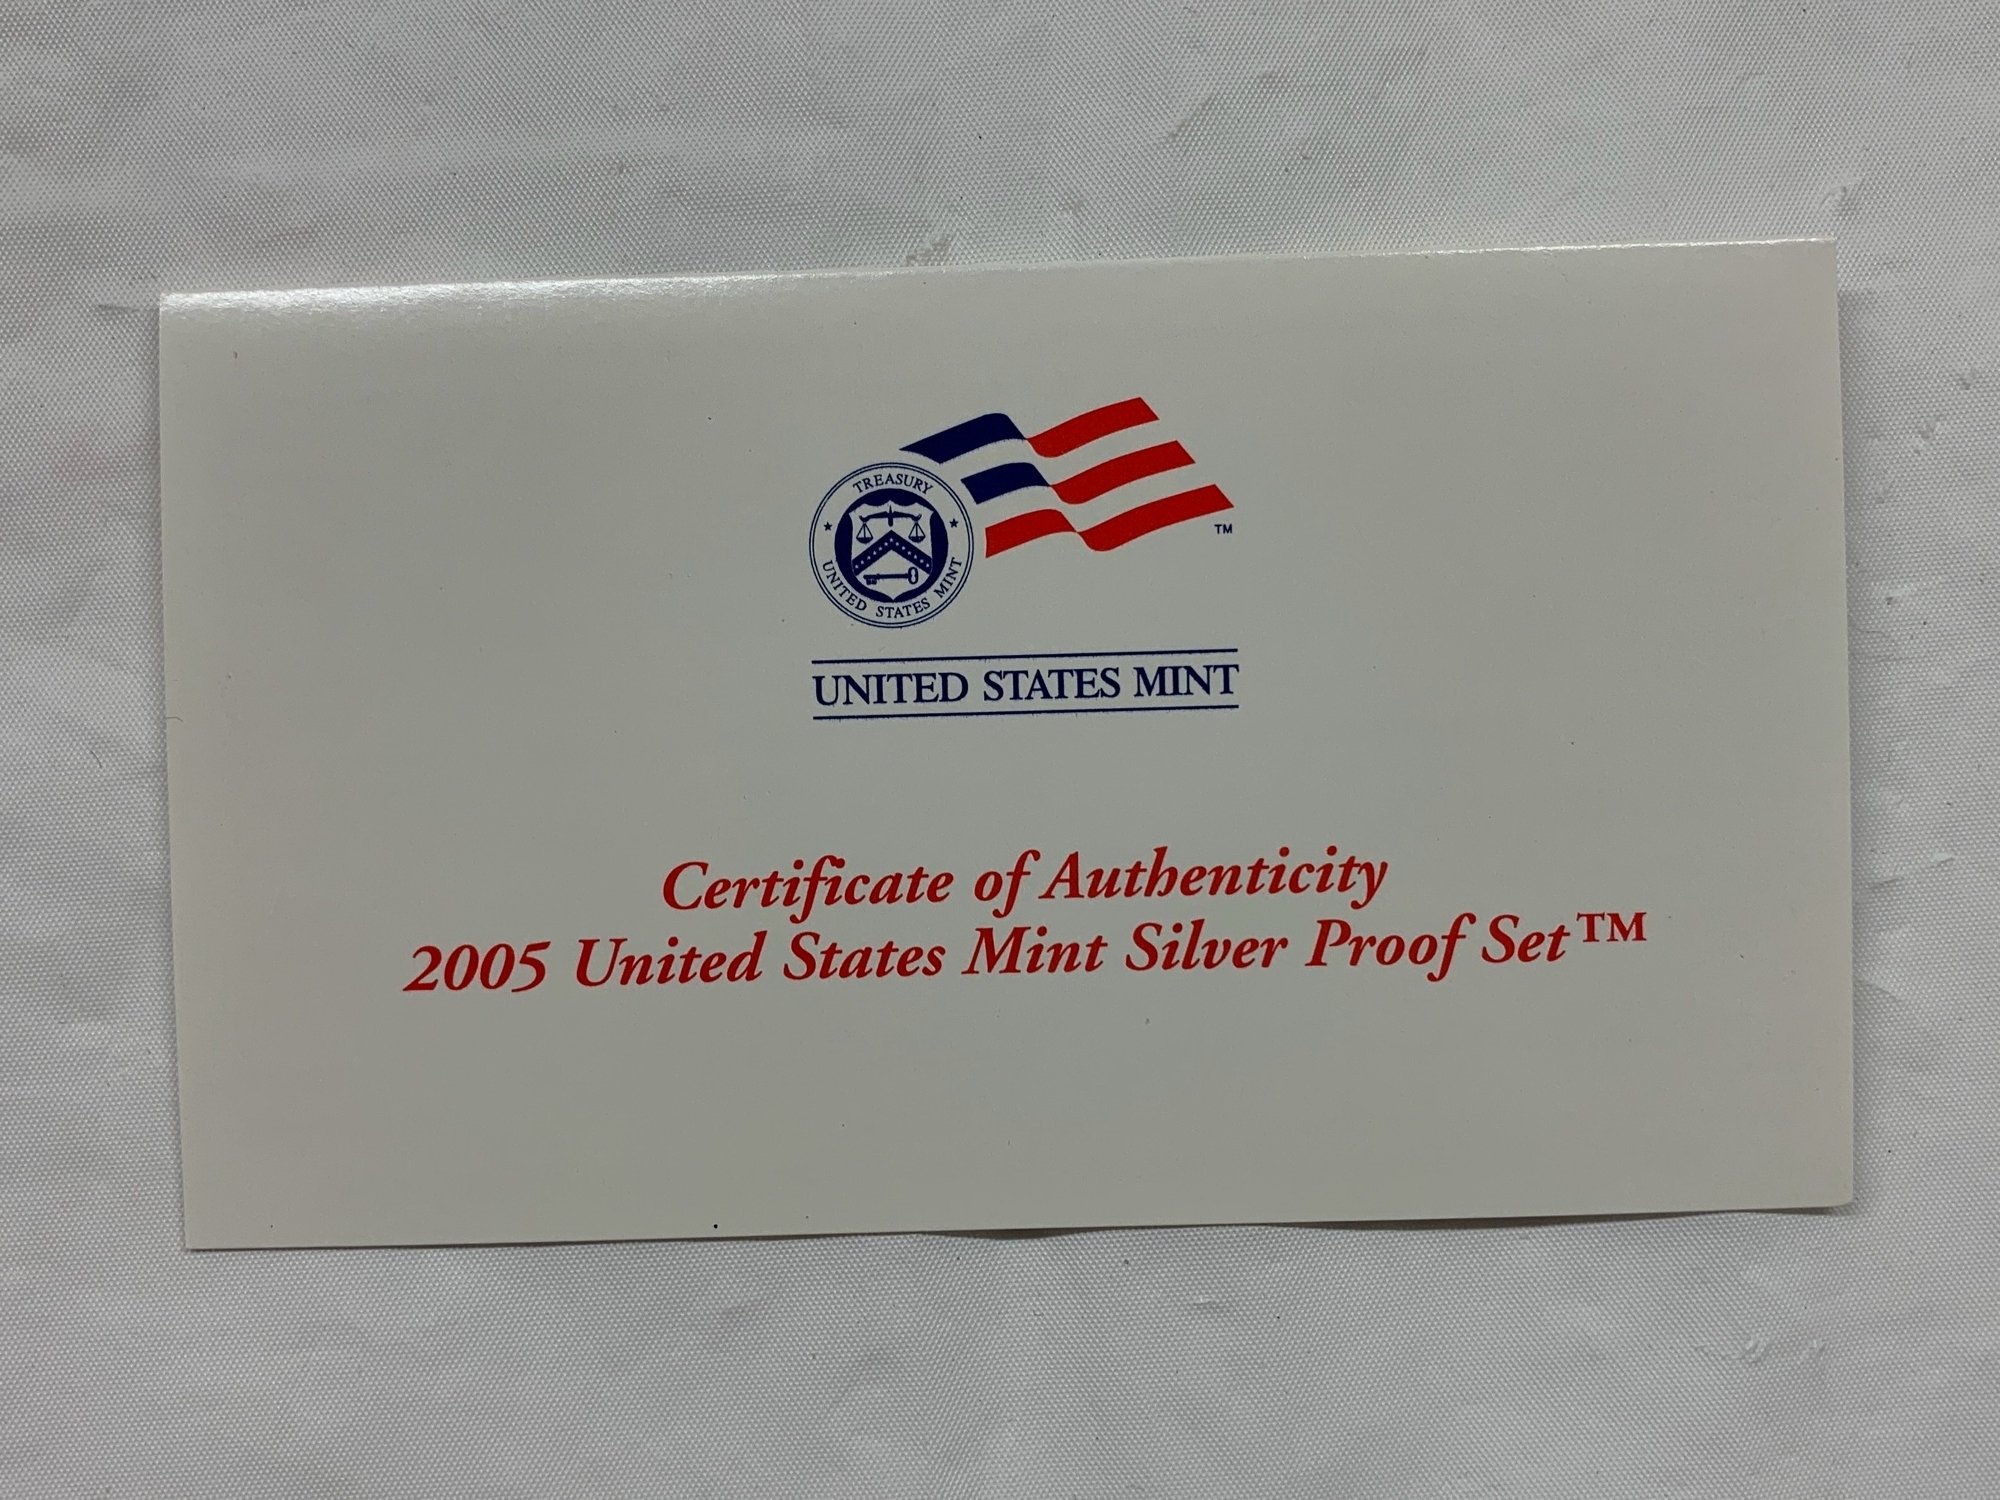 TREASURY
UNITED STATES MINT
TM
UNITED STATES MINT
Certificate of Authenticity
2005 United States Mint Silver Proof Set™